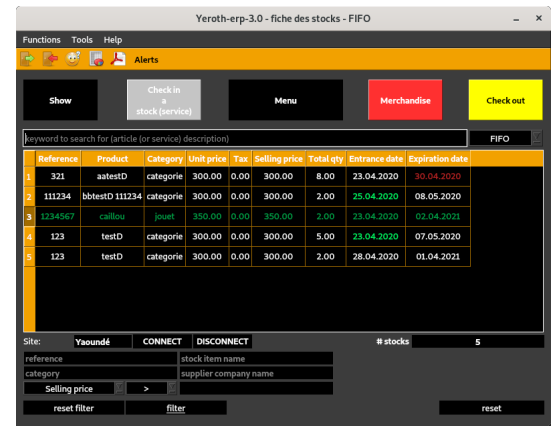 Yeroth-erp-3.0 - fiche des stocks - FIFO
Functions Tools Help
Alerts
Show
Check in
a
stock (service)
Menu
Merchandise
Check out
keyword to search for (article (or service) description)
FIFO
Reference Product Category Unit price Tax Selling price Total qty Entrance date Expiration date
1 321 aatestD categorie 300.00 0.00 300.00 8.00 23.04.2020 30.04.2020
2 111234 bbtestD 111234 categorie 300.00 0.00 300.00 2.00 25.04.2020 08.05.2020
3 1234567 caillou jouet 350.00 0.00 350.00 2.00 23.04.2020 02.04.2021
4 123 testD categorie 300.00 0.00 300.00 5.00 23.04.2020 07.05.2020
5 123 testD categorie 300.00 0.00 300.00 2.00 28.04.2020 01.04.2021
Site: Yaoundé CONNECT DISCONNECT # stocks 5
reference stock item name
category supplier company name
Selling price >
reset filter filter reset